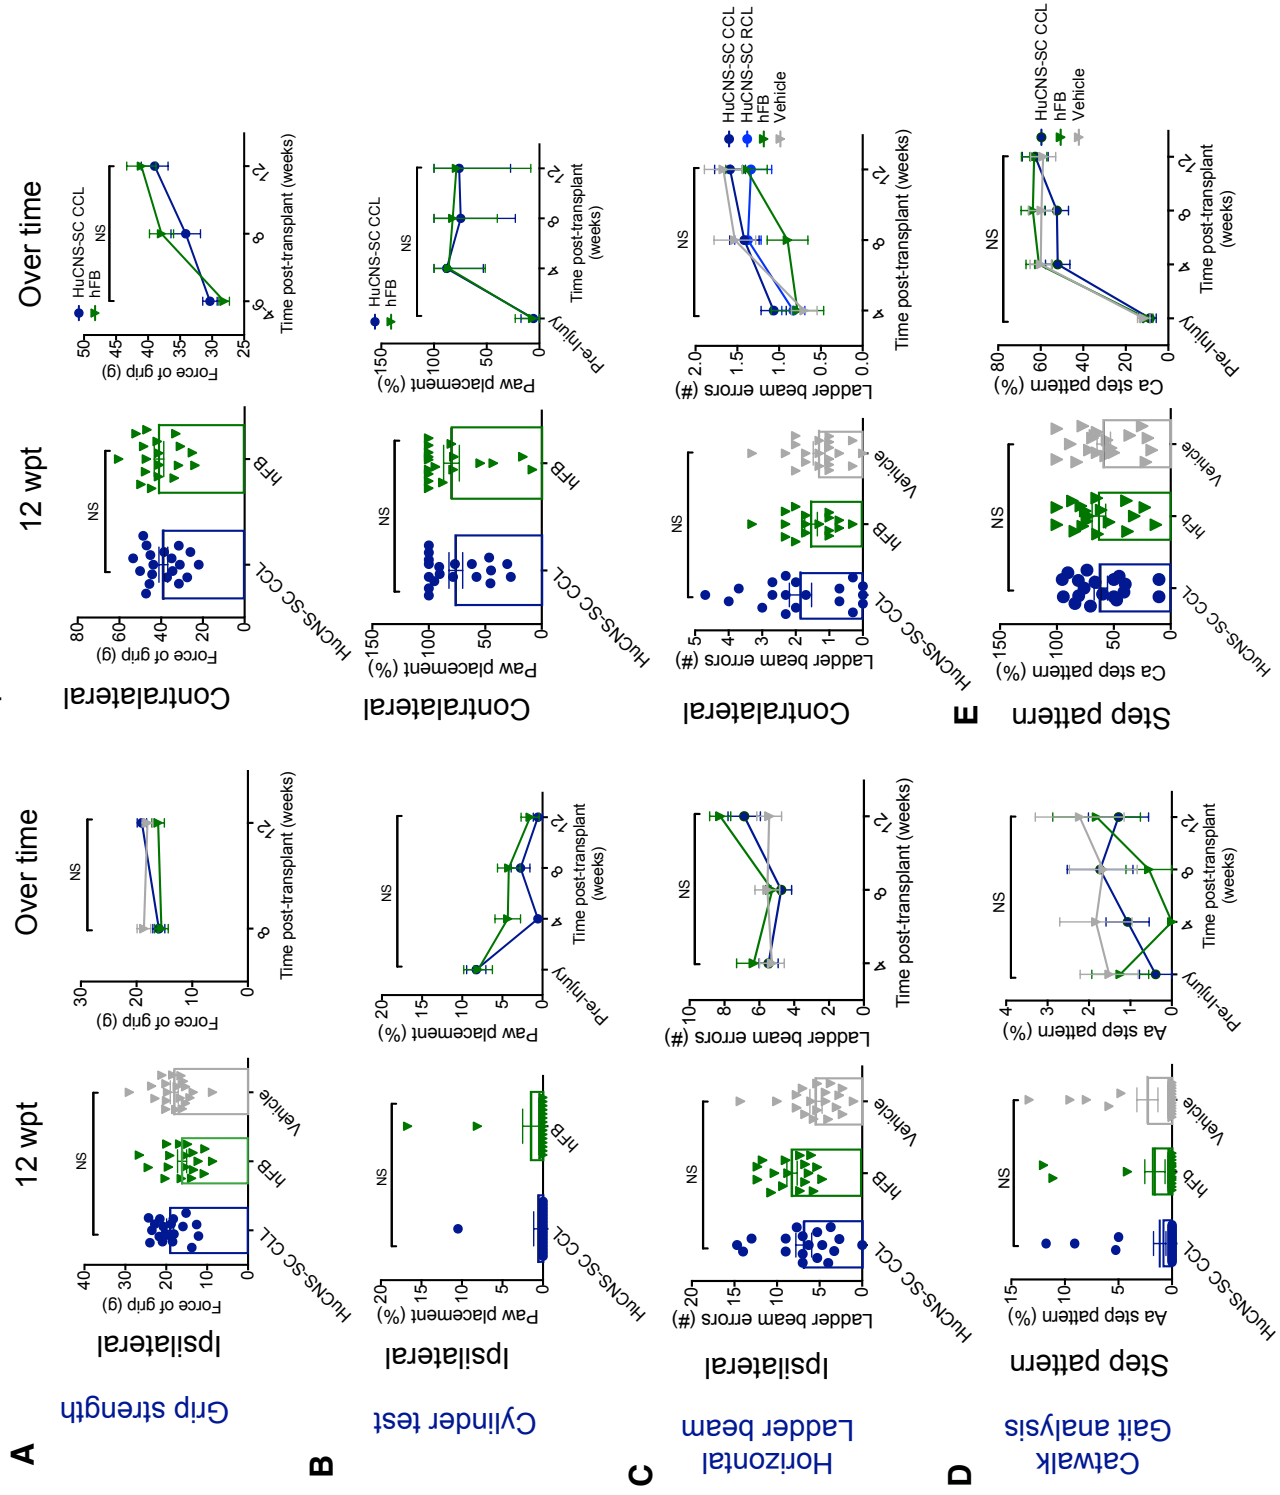 12 wpt
Over time
12 wpt
Over time
A
Grip strength
Ipsilateral
Force of grip (g)
40
30
20
10
0
NS
HuCNS-SC CLL
hFB
Vehicle
Force of grip (g)
30
20
10
0
NS
8
12
Time post-transplant (weeks)
Contralateral
Force of grip (g)
80
60
40
20
0
NS
HuCNS-SC CCL
hFB
Force of grip (g)
50
45
40
35
30
25
HuCNS-SC CCL
hFB
NS
4-6
8
12
Time post-transplant (weeks)
B
Cylinder test
Ipsilateral
Paw placement (%)
20
15
10
5
0
NS
HuCNS-SC CCL
hFB
Paw placement (%)
20
15
10
5
0
NS
Pre-Injury
4
8
12
Time post-transplant
(weeks)
Contralateral
Paw placement (%)
150
100
50
0
NS
HuCNS-SC CCL
hFB
Paw placement (%)
150
100
50
0
HuCNS-SC CCL
hFB
NS
Pre-Injury
4
8
12
Time post-transplant
(weeks)
C
Horizontal
Ladder beam
Ipsilateral
Ladder beam errors (#)
20
15
10
5
0
NS
HuCNS-SC CCL
hFB
Vehicle
Ladder beam errors (#)
10
8
6
4
2
0
NS
4
8
12
Time post-transplant (weeks)
Contralateral
Ladder beam errors (#)
5
4
3
2
1
0
NS
HuCNS-SC CCL
hFB
Vehicle
Ladder beam errors (#)
2.0
1.5
1.0
0.5
0.0
NS
4
8
12
Time post-transplant (weeks)
HuCNS-SC CCL
HuCNS-SC RCL
hFB
Vehicle
D
Catwalk
Gait analysis
Step pattern
Aa step pattern (%)
15
10
5
0
NS
HuCNS-SC CCL
hFb
Vehicle
Aa step pattern (%)
4
3
2
1
0
NS
Pre-Injury
4
8
12
Time post-transplant
(weeks)
E
Step pattern
Ca step pattern (%)
150
100
50
0
NS
HuCNS-SC CCL
hFb
Vehicle
Ca step pattern (%)
80
60
40
20
0
NS
Pre-Injury
4
8
12
Time post-transplant
(weeks)
HuCNS-SC CCL
hFB
Vehicle